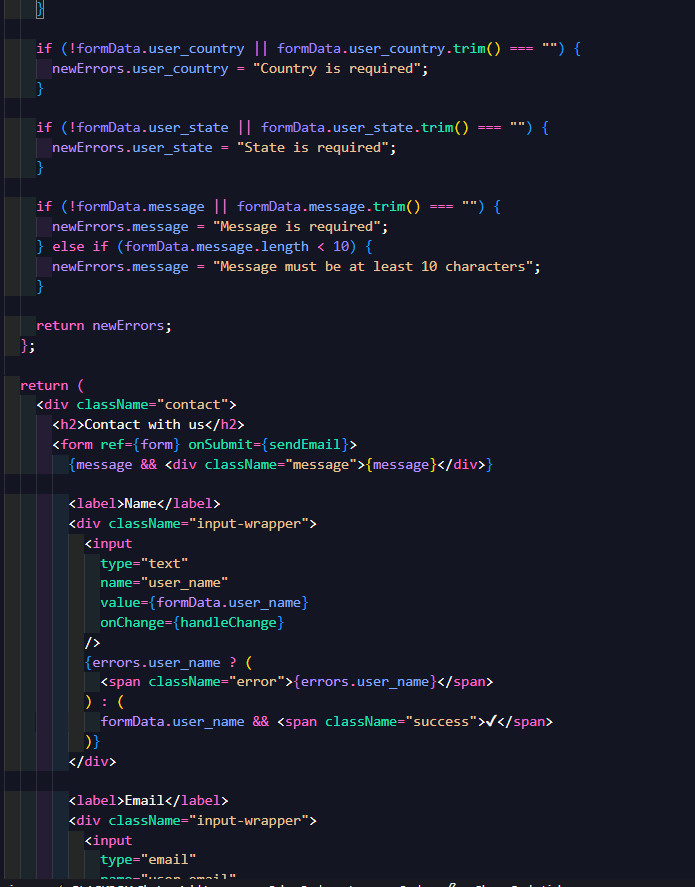 }
if (!formData.user_country || formData.user_country.trim() === "") {
newErrors.user_country = "Country is required";
}
if (!formData.user_state || formData.user_state.trim() === "") {
newErrors.user_state = "State is required";
}
if (!formData.message || formData.message.trim() === "") {
newErrors.message = "Message is required";
} else if (formData.message.length < 10) {
newErrors.message = "Message must be at least 10 characters";
}
return newErrors;
};
return (
<div className="contact">
<h2>Contact with us</h2>
<form ref={form} onSubmit={sendEmail}>
{message && <div className="message">{message}</div>}
<label>Name</label>
<div className="input-wrapper">
<input
type="text"
name="user_name"
value={formData.user_name}
onChange={handleChange}
/>
{errors.user_name ? (
<span className="error">{errors.user_name}</span>
) : (
formData.user_name && <span className="success">✔</span>
)}
</div>
<label>Email</label>
<div className="input-wrapper">
<input
type="email"
name="user_email"